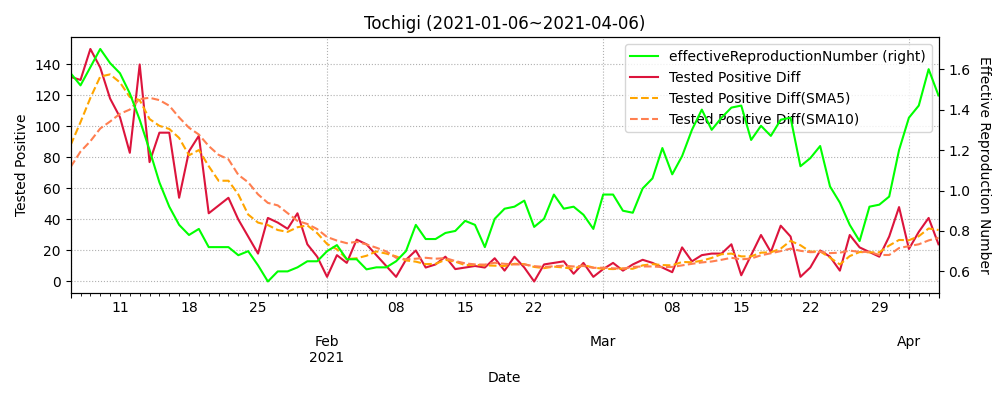 Tochigi (2021-01-06~2021-04-06)
effectiveReproductionNumber (right)
Tested Positive Diff
Tested Positive Diff(SMA5)
Tested Positive Diff(SMA10)
Tested Positive
140
120
100
80
60
40
20
0
1.6
1.4
1.2
1.0
0.8
0.6
Effective Reproduction Number
11 18 25 08 15 22 08 15 22 29
Feb Mar Apr
2021
Date